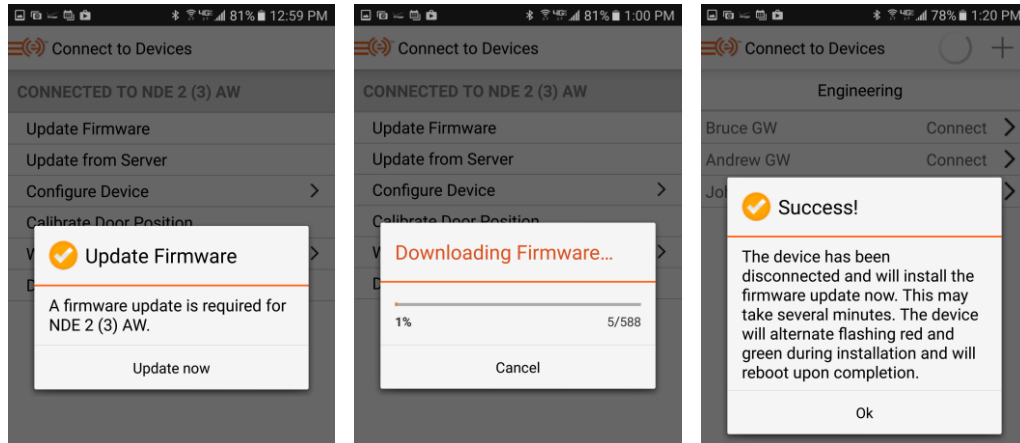 81% 12:59 PM
Connect to Devices
CONNECTED TO NDE 2 (3) AW
Update Firmware
Update from Server
Configure Device
Calibrate Door Position
W
D
Update Firmware
A firmware update is required for
NDE 2 (3) AW.
Update now
81% 1:00 PM
Connect to Devices
CONNECTED TO NDE 2 (3) AW
Update Firmware
Update from Server
Configure Device
Calibrate Door Position
W
D
Downloading Firmware...
1% 5/588
Cancel
78% 1:20 PM
Connect to Devices
Engineering
Bruce GW Connect
Andrew GW Connect
Success!
The device has been
disconnected and will install the
firmware update now. This may
take several minutes. The device
will alternate flashing red and
green during installation and will
reboot upon completion.
Ok